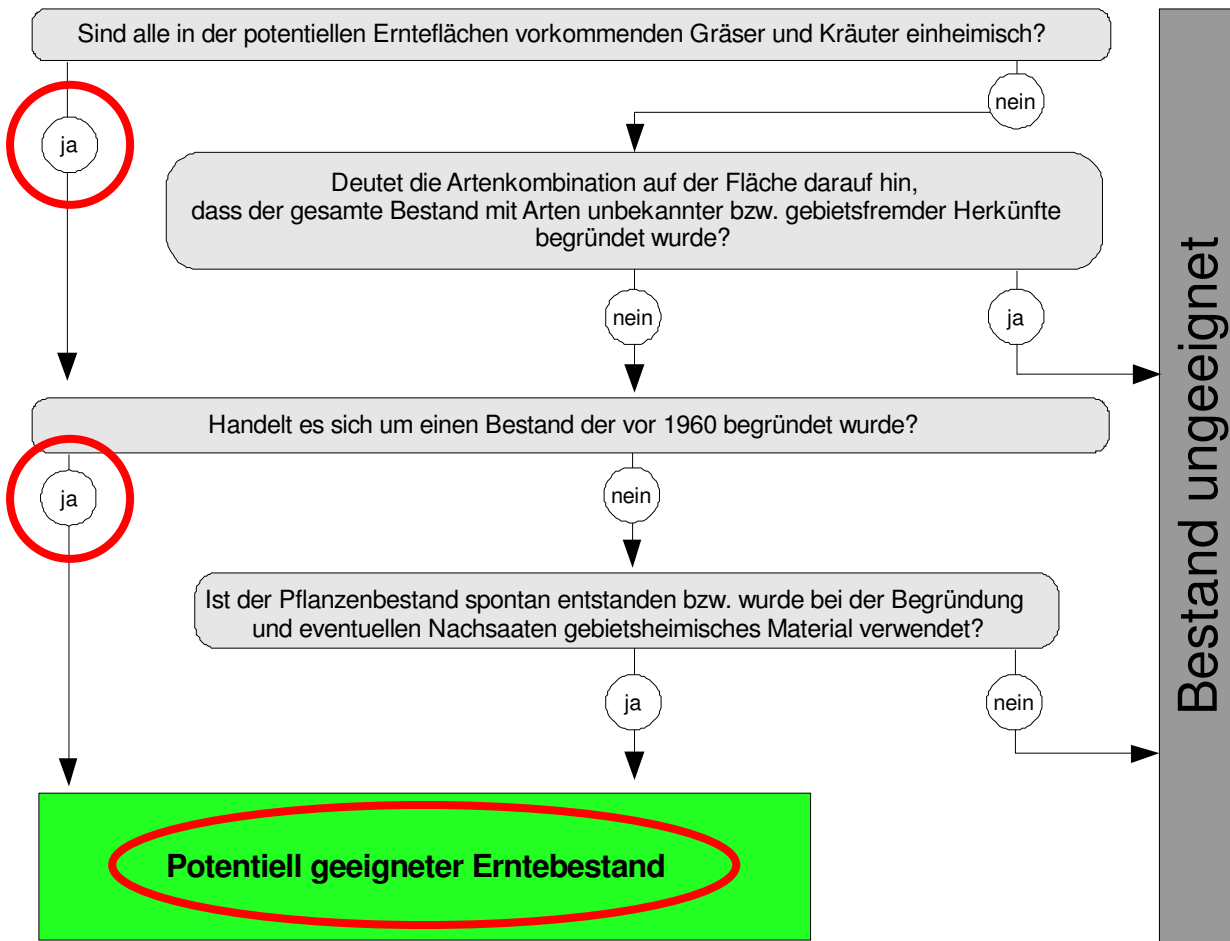 Sind alle in der potentiellen Ernteflächen vorkommenden Gräser und Kräuter einheimisch?
nein
ja
Deutet die Artenkombination auf der Fläche darauf hin,
dass der gesamte Bestand mit Arten unbekannter bzw. gebietsfremder Herkünfte
begründet wurde?
nein
ja
Handelt es sich um einen Bestand der vor 1960 begründet wurde?
ja
nein
Ist der Pflanzenbestand spontan entstanden bzw. wurde bei der Begründung
und eventuellen Nachsaaten gebietsheimisches Material verwendet?
ja
nein
Potentiell geeigneter Erntebestand
Bestand ungeeignet